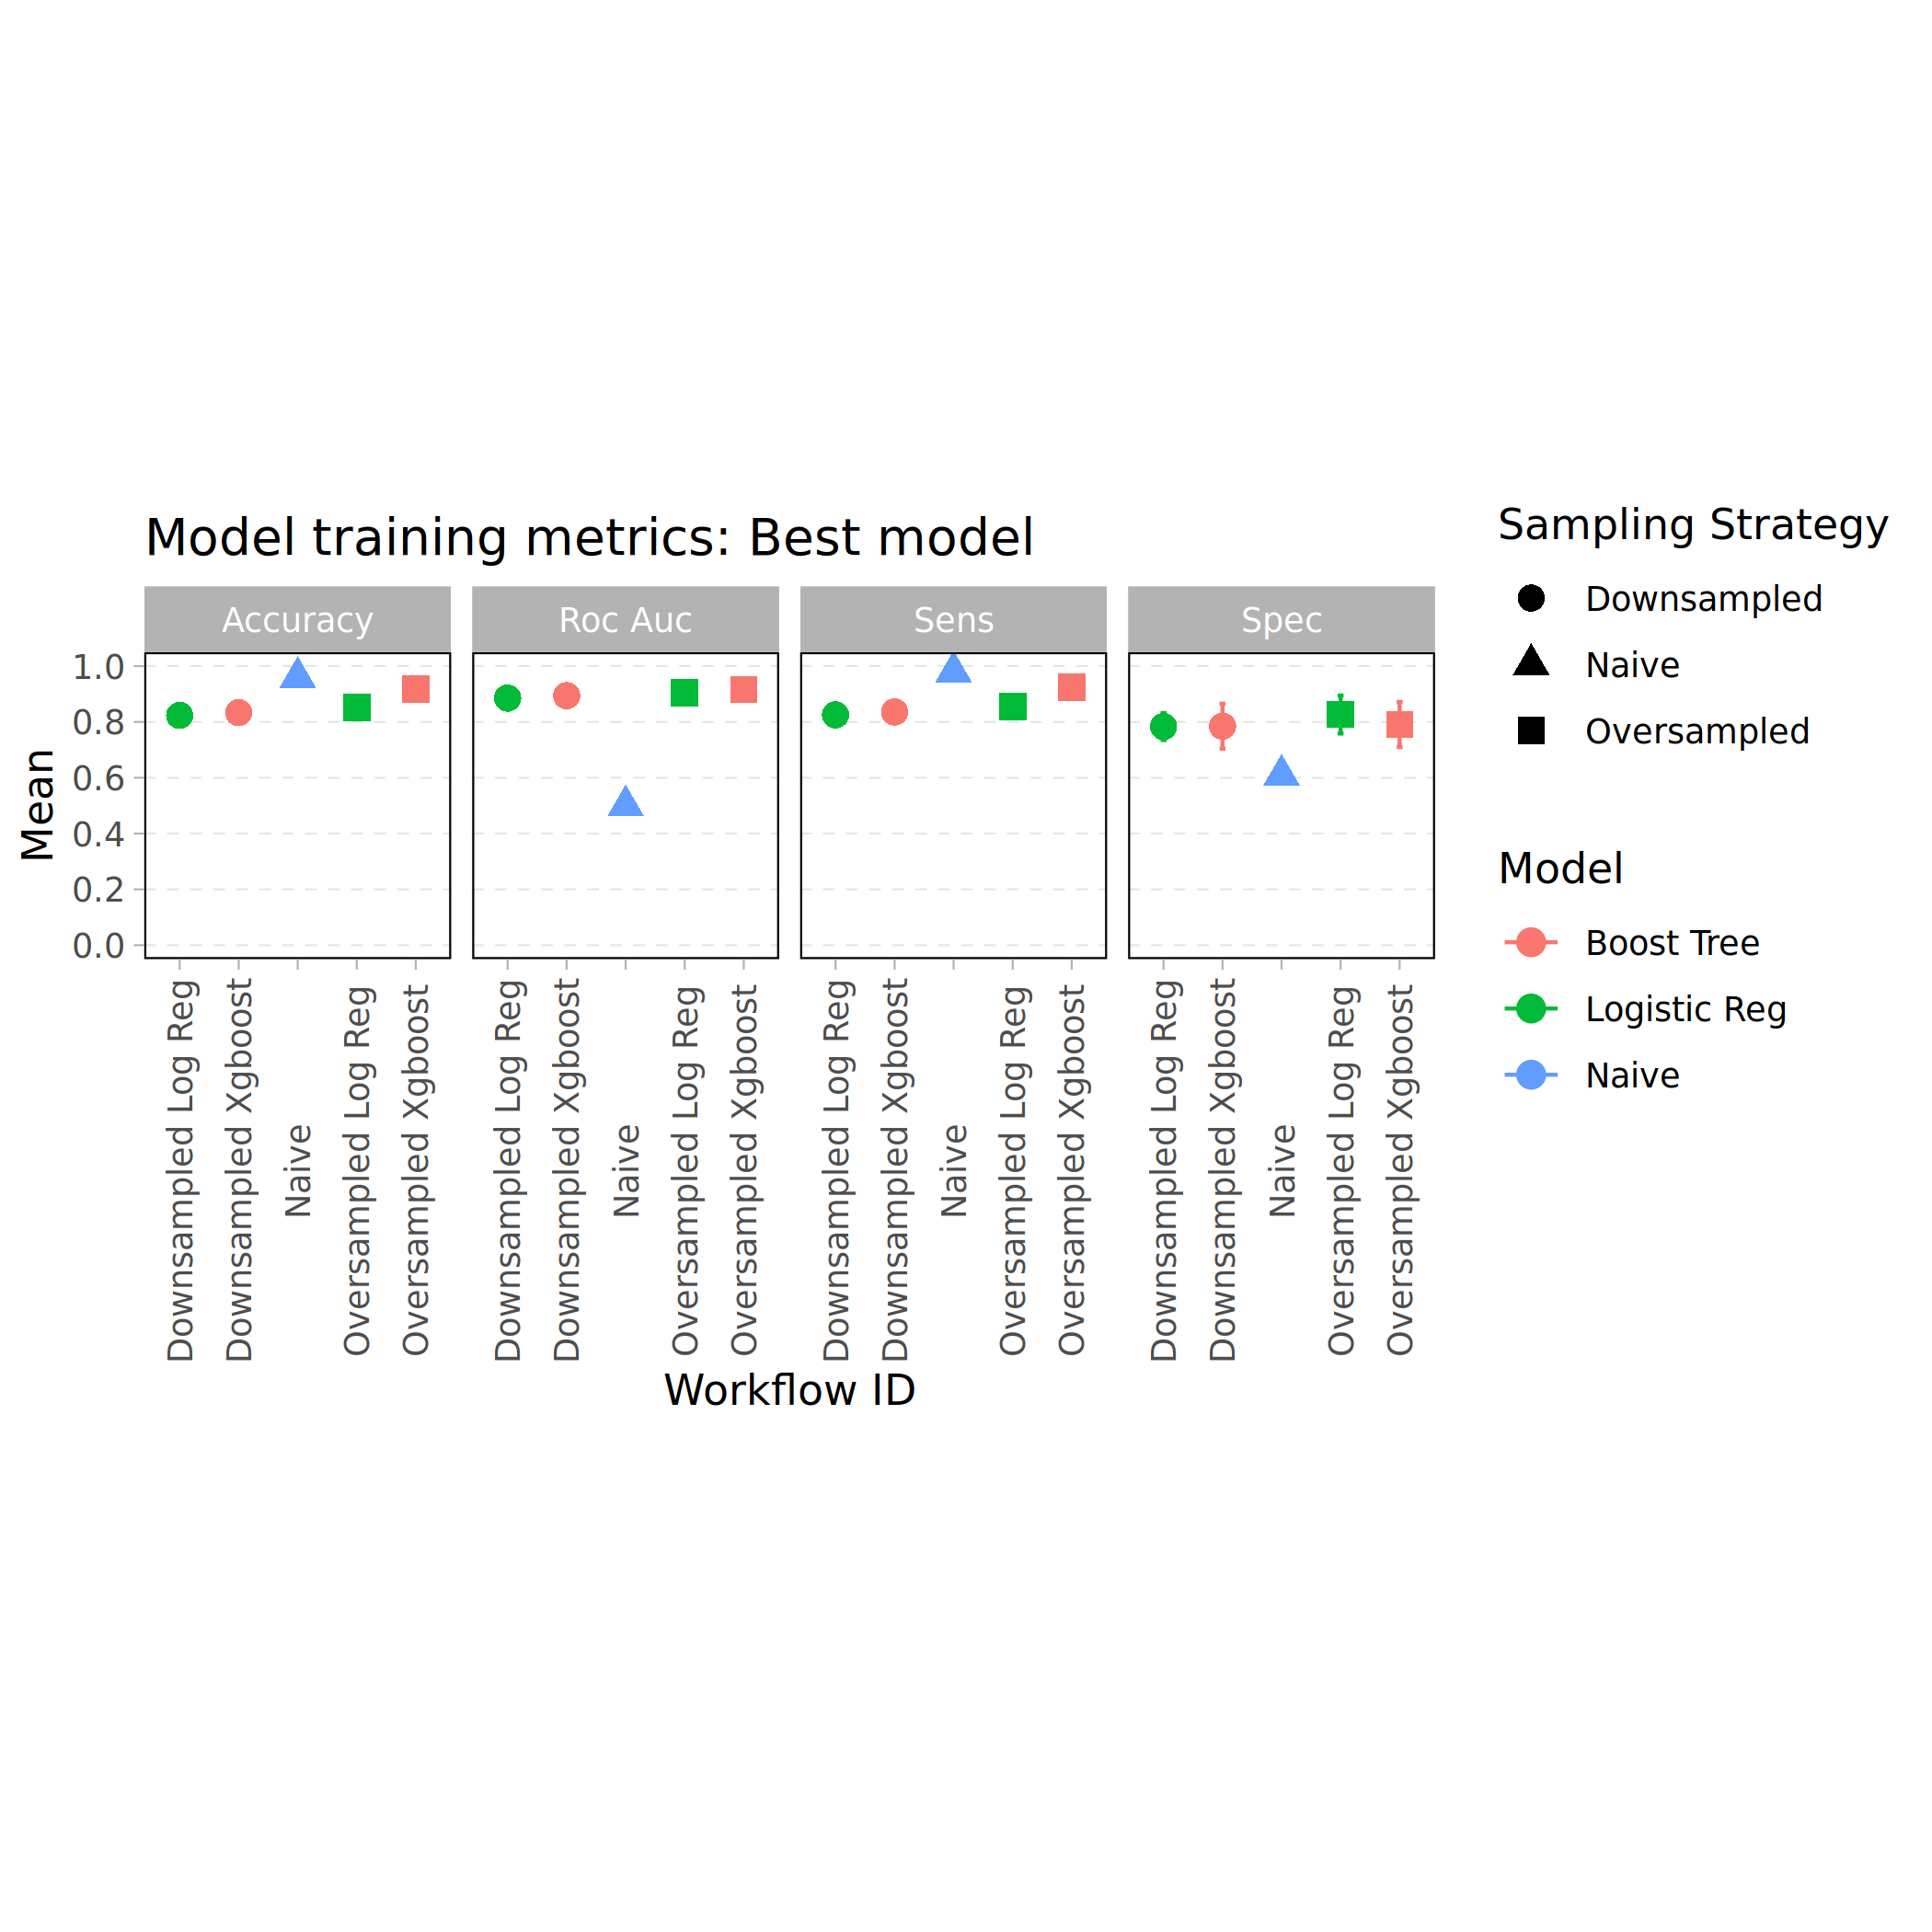 Model training metrics: Best model
Accuracy
Roc Auc
Sens
Spec
Mean
1.0
0.8
0.6
0.4
0.2
0.0
Downsampled Log Reg
Downsampled Xgboost
Naive
Oversampled Log Reg
Oversampled Xgboost
Downsampled Log Reg
Downsampled Xgboost
Naive
Oversampled Log Reg
Oversampled Xgboost
Downsampled Log Reg
Downsampled Xgboost
Naive
Oversampled Log Reg
Oversampled Xgboost
Downsampled Log Reg
Downsampled Xgboost
Naive
Oversampled Log Reg
Oversampled Xgboost
Workflow ID
Sampling Strategy
Downsampled
Naive
Oversampled
Model
Boost Tree
Logistic Reg
Naive